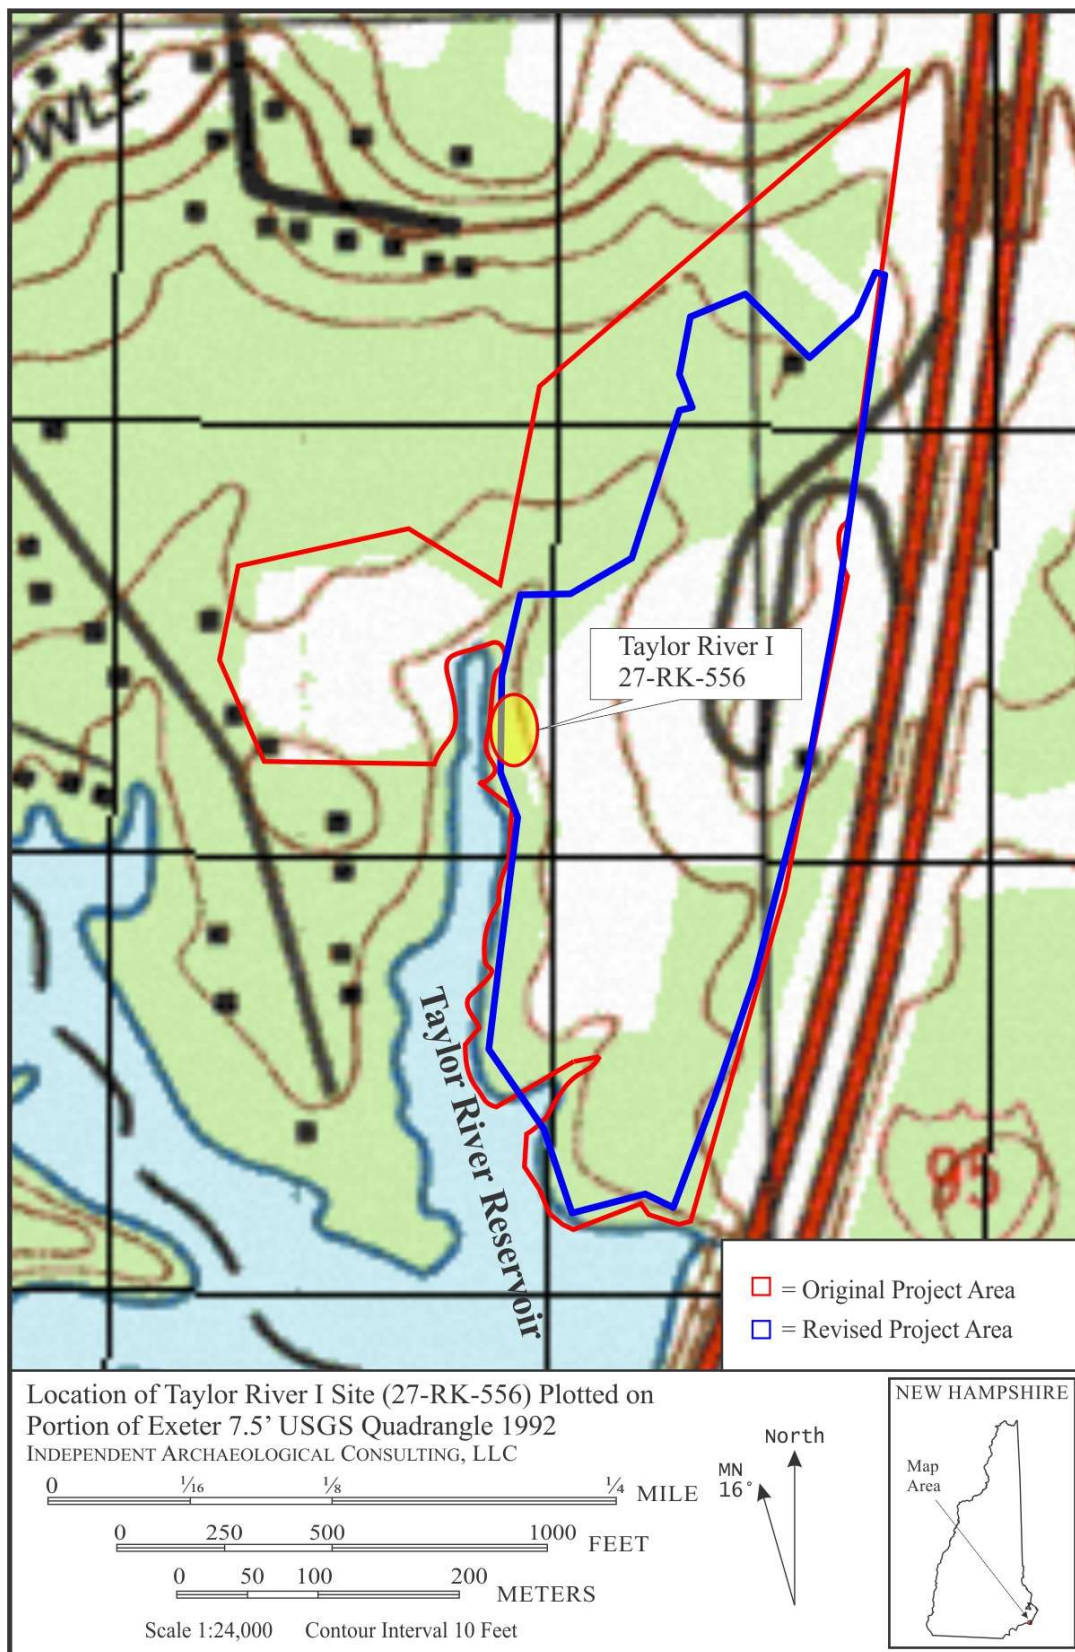 OWLE
Taylor River I
27-RK-556
Taylor River Reservoir
95
= Original Project Area
= Revised Project Area
Location of Taylor River I Site (27-RK-556) Plotted on
Portion of Exeter 7.5’ USGS Quadrangle 1992
INDEPENDENT ARCHAEOLOGICAL CONSULTING, LLC
0 1/16 1/8 1/4 MILE
0 250 500 1000 FEET
0 50 100 200 METERS
Scale 1:24,000 Contour Interval 10 Feet
North
MN
16°
NEW HAMPSHIRE
Map
Area